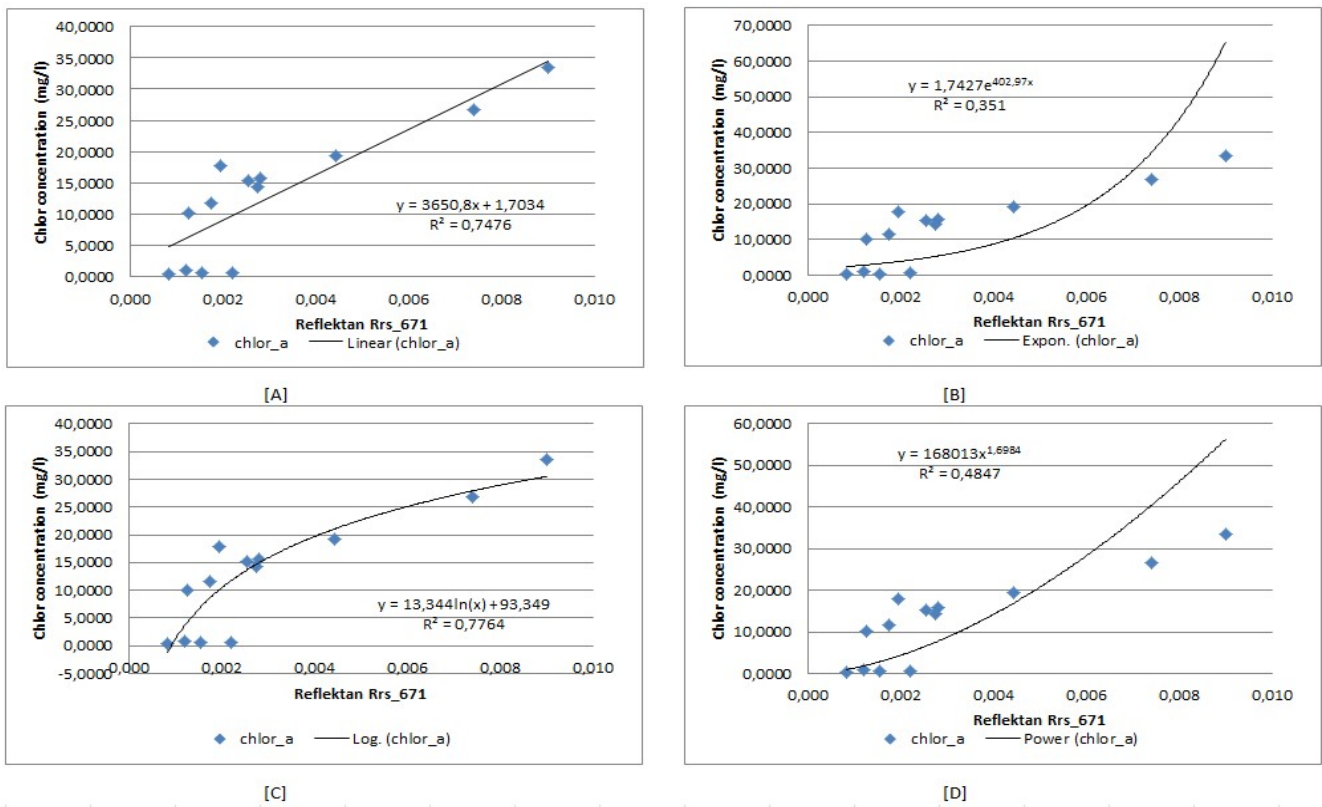 40,0000
35,0000
30,0000
25,0000
20,0000
15,0000
10,0000
5,0000
0,0000
Chlor concentration (mg/l)
y = 3650,8x + 1,7034
R² = 0,7476
0,000 0,002 0,004 0,006 0,008 0,010
Reflektan Rrs_671
chlor_a Linear (chlor_a)
[A]
70,0000
60,0000
50,0000
40,0000
30,0000
20,0000
10,0000
0,0000
Chlor concentration (mg/l)
y = 1,7427e^402,97x
R² = 0,351
0,000 0,002 0,004 0,006 0,008 0,010
Reflektan Rrs_671
chlor_a Expon. (chlor_a)
[B]
40,0000
35,0000
30,0000
25,0000
20,0000
15,0000
10,0000
5,0000
0,0000
-5,0000
Chlor concentration (mg/l)
y = 13,344ln(x) + 93,349
R² = 0,7764
0,000 0,002 0,004 0,006 0,008 0,010
Reflektan Rrs_671
chlor_a Log. (chlor_a)
[C]
60,0000
50,0000
40,0000
30,0000
20,0000
10,0000
0,0000
Chlor concentration (mg/l)
y = 168013x^1,6984
R² = 0,4847
0,000 0,002 0,004 0,006 0,008 0,010
Reflektan Rrs_671
chlor_a Power (chlor_a)
[D]